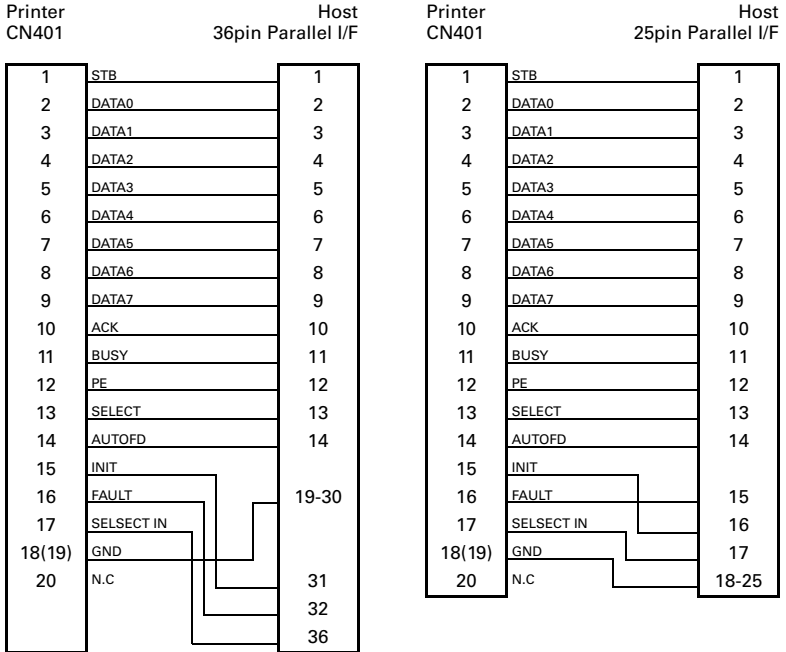 Printer Host
CN401 36pin Parallel I/F
1 STB 1
2 DATA0 2
3 DATA1 3
4 DATA2 4
5 DATA3 5
6 DATA4 6
7 DATA5 7
8 DATA6 8
9 DATA7 9
10 ACK 10
11 BUSY 11
12 PE 12
13 SELECT 13
14 AUTOFD 14
15 INIT
16 FAULT 19-30
17 SELSECT IN
18(19) GND
20 N.C 31
32
36
Printer Host
CN401 25pin Parallel I/F
1 STB 1
2 DATA0 2
3 DATA1 3
4 DATA2 4
5 DATA3 5
6 DATA4 6
7 DATA5 7
8 DATA6 8
9 DATA7 9
10 ACK 10
11 BUSY 11
12 PE 12
13 SELECT 13
14 AUTOFD 14
15 INIT
16 FAULT 15
17 SELSECT IN 16
18(19) GND 17
20 N.C 18-25